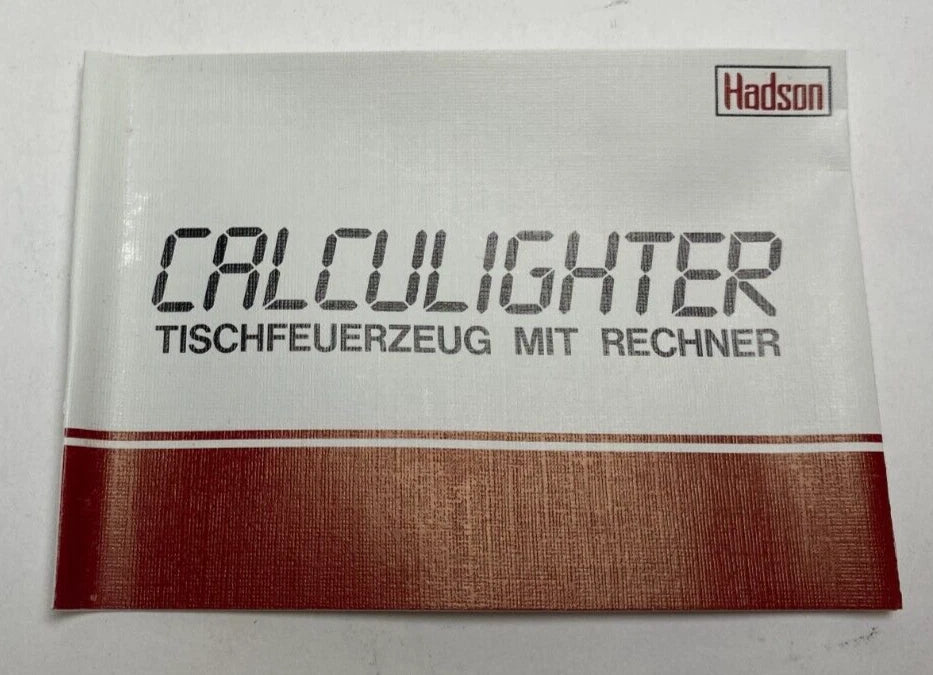 Hadson
CALCULIGHTER
TISCHFEUERZEUG MIT RECHNER